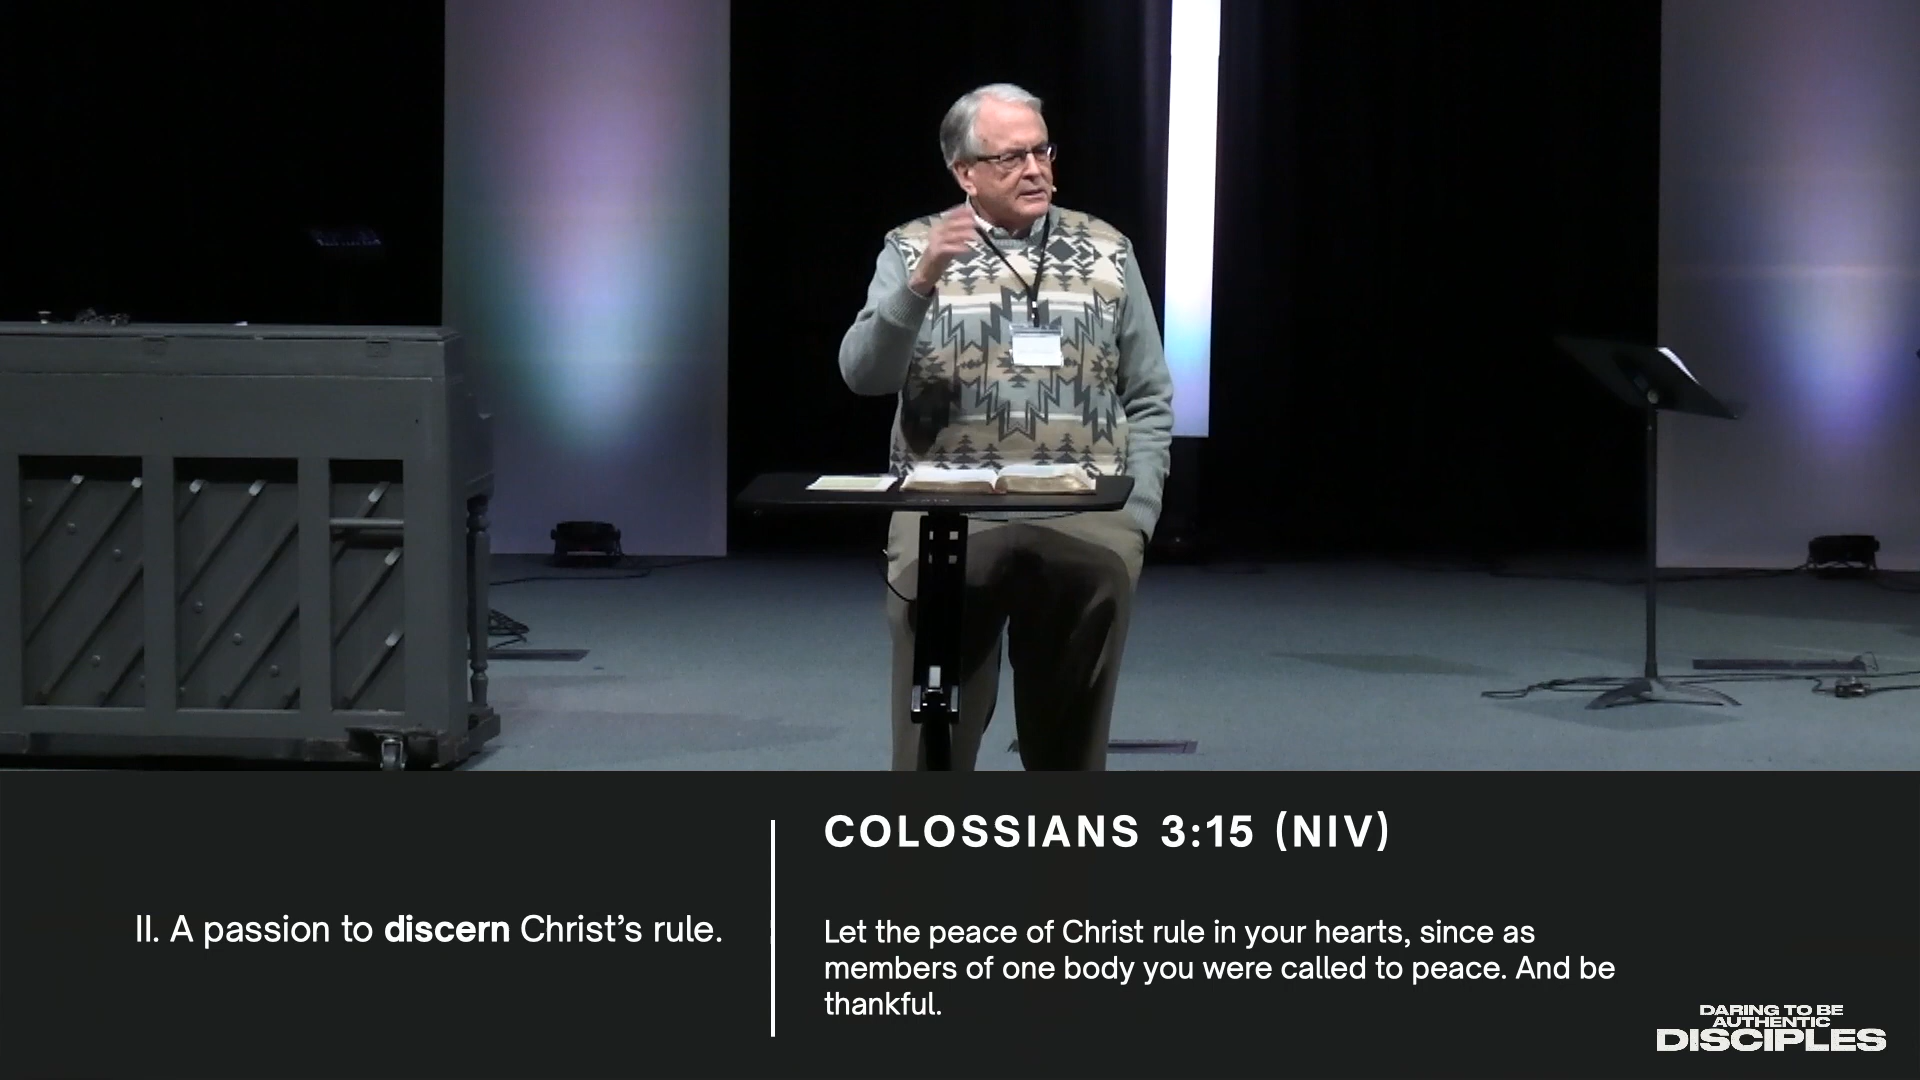 II. A passion to discern Christ’s rule.
COLOSSIANS 3:15 (NIV)
Let the peace of Christ rule in your hearts, since as
members of one body you were called to peace. And be
thankful.
DARING TO BE
AUTHENTIC
DISCIPLES